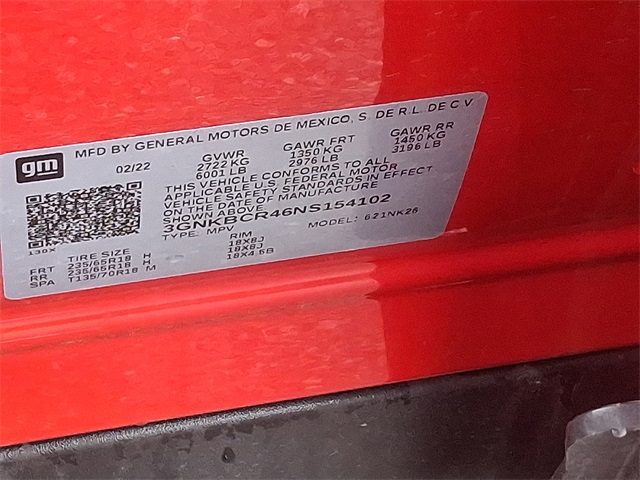 MFD BY GENERAL MOTORS DE MEXICO, S. DE R.L. DE C V
gm
02/22 GVWR GAWR FRT GAWR RR
2722 KG 1350 KG 1450 KG
6001 LB 2976 LB 3196 LB
THIS VEHICLE CONFORMS TO ALL
APPLICABLE U.S. FEDERAL MOTOR
VEHICLE SAFETY STANDARDS IN EFFECT
ON THE DATE OF MANUFACTURE
SHOWN ABOVE
3GNKBCR46NS154102
TYPE: MPV MODEL: 621NK26
138X
TIRE SIZE RIM
FRT 235/65R18 H 18X8J
RR 235/65R18 H 18X8J
SPA T135/70R18 M 18X4.5B